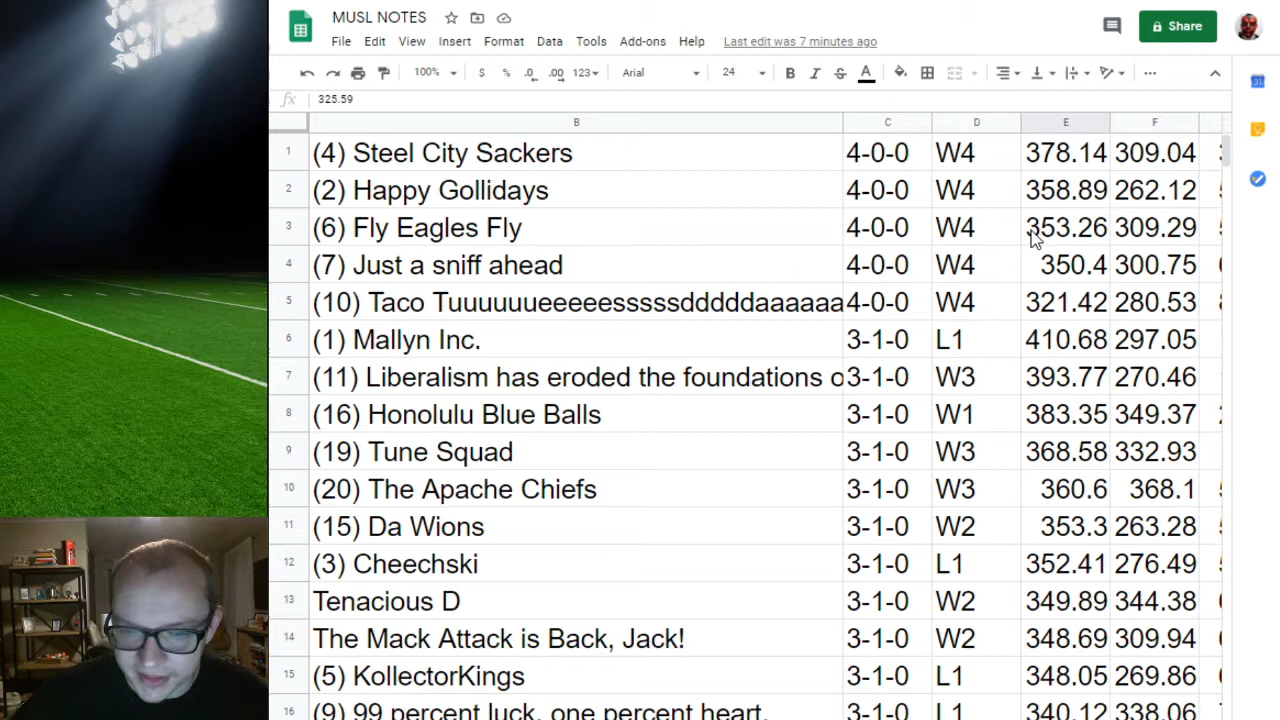 MUSL NOTES
File Edit View Insert Format Data Tools Add-ons Help Last edit was 7 minutes ago
Share
100% $ % .0 .00 123 Arial 24 B I S A
fx 325.59
B C D E F
1 (4) Steel City Sackers 4-0-0 W4 378.14 309.04
2 (2) Happy Gollidays 4-0-0 W4 358.89 262.12
3 (6) Fly Eagles Fly 4-0-0 W4 353.26 309.29
4 (7) Just a sniff ahead 4-0-0 W4 350.4 300.75
5 (10) Taco Tuuuuuueeeeesssssdddddaaaaaa 4-0-0 W4 321.42 280.53
6 (1) Mallyn Inc. 3-1-0 L1 410.68 297.05
7 (11) Liberalism has eroded the foundations o 3-1-0 W3 393.77 270.46
8 (16) Honolulu Blue Balls 3-1-0 W1 383.35 349.37
9 (19) Tune Squad 3-1-0 W3 368.58 332.93
10 (20) The Apache Chiefs 3-1-0 W3 360.6 368.1
11 (15) Da Wions 3-1-0 W2 353.3 263.28
12 (3) Cheechski 3-1-0 L1 352.41 276.49
13 Tenacious D 3-1-0 W2 349.89 344.38
14 The Mack Attack is Back, Jack! 3-1-0 W2 348.69 309.94
15 (5) KollectorKings 3-1-0 L1 348.05 269.86
16 (9) 99 percent luck, one percent heart. 3-1-0 L1 340.12 338.06